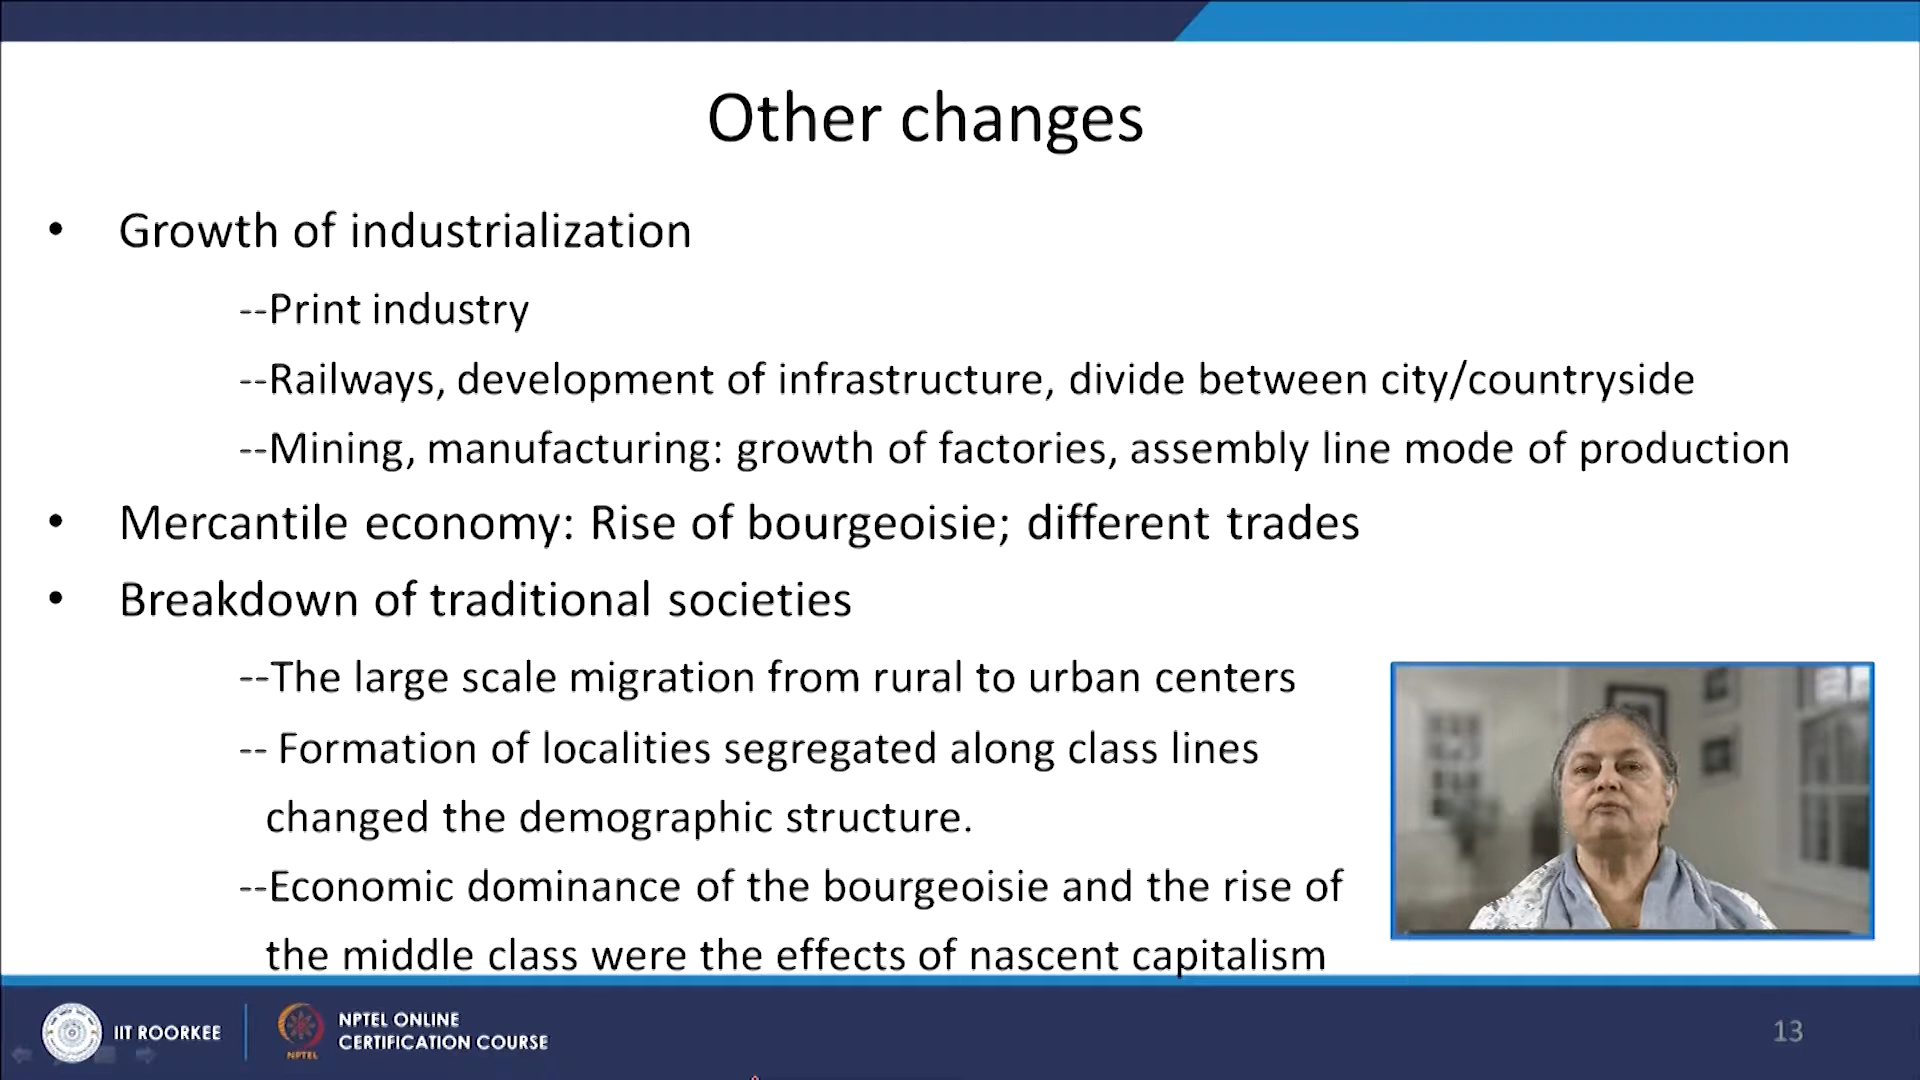 Other changes
• Growth of industrialization
--Print industry
--Railways, development of infrastructure, divide between city/countryside
--Mining, manufacturing: growth of factories, assembly line mode of production
• Mercantile economy: Rise of bourgeoisie; different trades
• Breakdown of traditional societies
--The large scale migration from rural to urban centers
-- Formation of localities segregated along class lines
changed the demographic structure.
--Economic dominance of the bourgeoisie and the rise of
the middle class were the effects of nascent capitalism
IIT ROORKEE
NPTEL
NPTEL ONLINE
CERTIFICATION COURSE
13